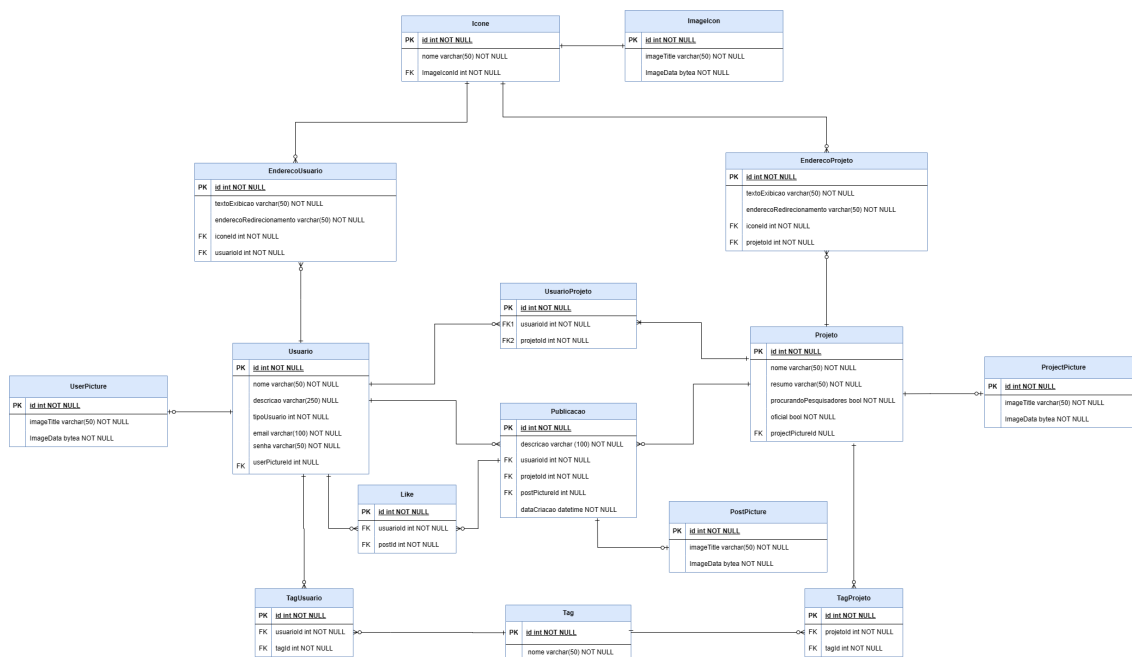 Icone
PK id int NOT NULL
nome varchar(50) NOT NULL
FK ImageIconId int NOT NULL
ImageIcon
PK id int NOT NULL
imageTitle varchar(50) NOT NULL
ImageData bytea NOT NULL
EnderecoUsuario
PK id int NOT NULL
textoExibicao varchar(50) NOT NULL
enderecoRedirecionamento varchar(50) NOT NULL
FK iconeId int NOT NULL
FK usuarioId int NOT NULL
EnderecoProjeto
PK id int NOT NULL
textoExibicao varchar(50) NOT NULL
enderecoRedirecionamento varchar(50) NOT NULL
FK iconeId int NOT NULL
FK projetoId int NOT NULL
UsuarioProjeto
PK id int NOT NULL
FK1 usuarioId int NOT NULL
FK2 projetoId int NOT NULL
Usuario
PK id int NOT NULL
nome varchar(50) NOT NULL
descricao varchar(250) NOT NULL
tipoUsuario int NOT NULL
email varchar(100) NOT NULL
senha varchar(50) NOT NULL
FK userPictureId int NULL
Projeto
PK id int NOT NULL
nome varchar(50) NOT NULL
resumo varchar(50) NOT NULL
procurandoPesquisadores bool NOT NULL
oficial bool NOT NULL
FK projectPictureId NULL
UserPicture
PK id int NOT NULL
imageTitle varchar(50) NOT NULL
ImageData bytea NOT NULL
ProjectPicture
PK id int NOT NULL
imageTitle varchar(50) NOT NULL
ImageData bytea NOT NULL
Publicacao
PK id int NOT NULL
descricao varchar (100) NOT NULL
FK usuarioId int NOT NULL
FK projetoId int NOT NULL
FK postPictureId int NULL
dataCriacao datetime NOT NULL
Like
PK id int NOT NULL
FK usuarioId int NOT NULL
FK postId int NOT NULL
PostPicture
PK id int NOT NULL
imageTitle varchar(50) NOT NULL
ImageData bytea NOT NULL
TagUsuario
PK id int NOT NULL
FK usuarioId int NOT NULL
FK tagId int NOT NULL
Tag
PK id int NOT NULL
nome varchar(50) NOT NULL
TagProjeto
PK id int NOT NULL
FK projetoId int NOT NULL
FK tagId int NOT NULL